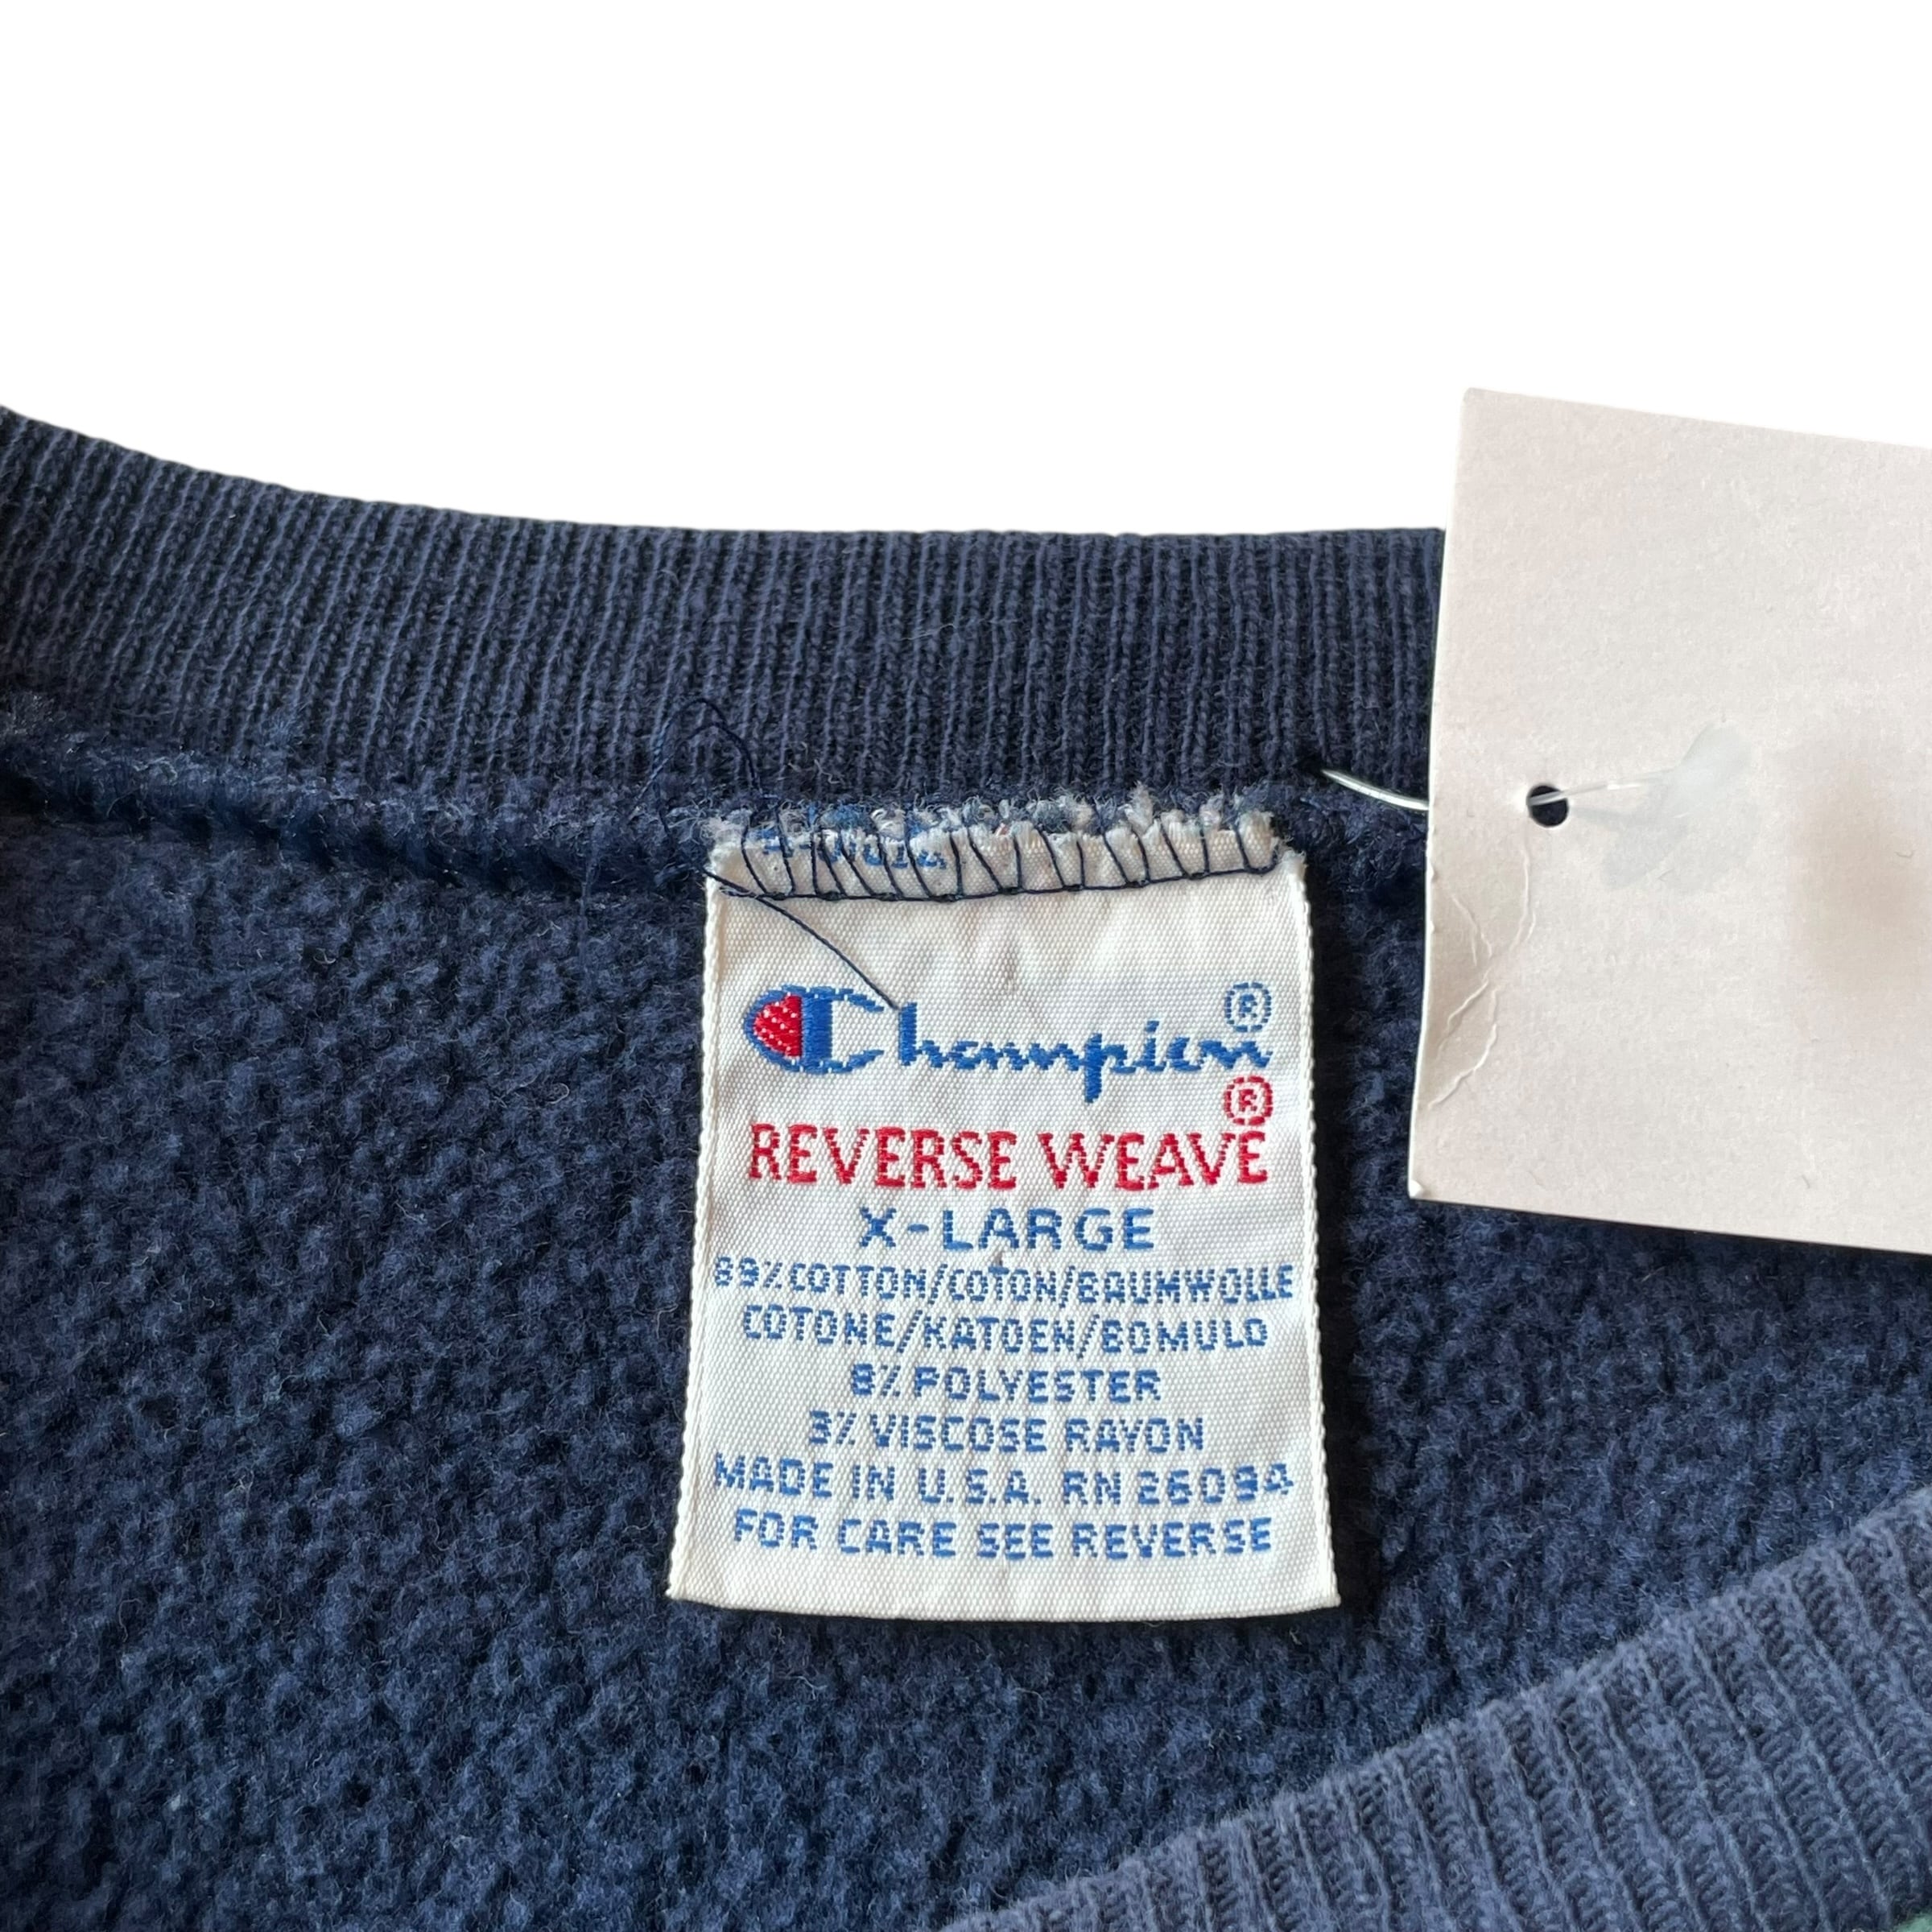 Champion®
REVERSE WEAVE®
X-LARGE
89% COTTON/COTON/BAUMWOLLE
COTONE/KATOEN/BOMULD
8% POLYESTER
3% VISCOSE RAYON
MADE IN U.S.A. RN 26094
FOR CARE SEE REVERSE